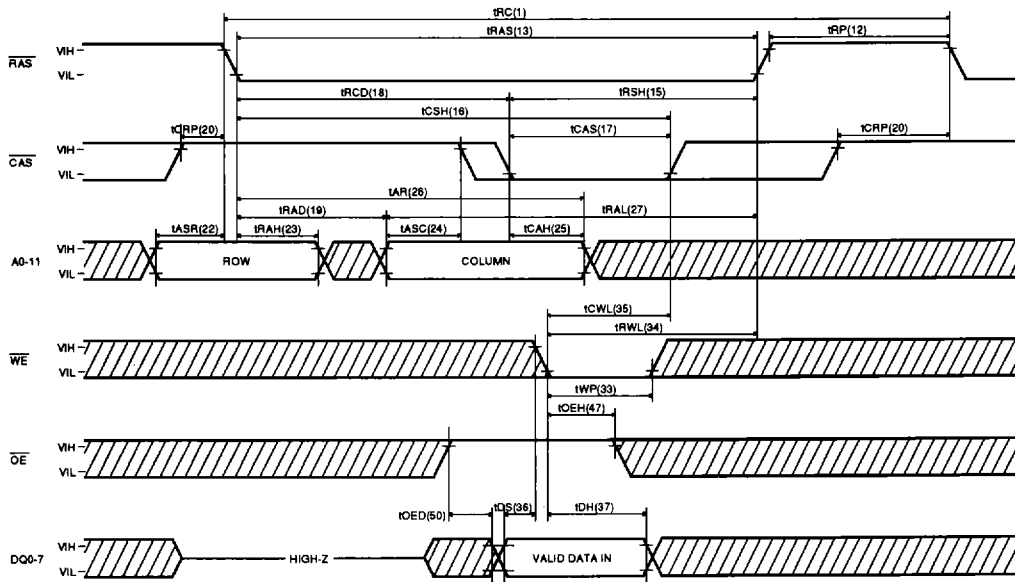 tRC(1)
tRAS(13)
tRP(12)
RAS
VIH
VIL
tRCD(18)
tRSH(15)
tCSH(16)
tCRP(20)
tCAS(17)
tCRP(20)
CAS
VIH
VIL
tAR(26)
tRAD(19)
tRAL(27)
tASR(22)
tRAH(23)
tASC(24)
tCAH(25)
A0-11
VIH
VIL
ROW
COLUMN
tCWL(35)
tRWL(34)
WE
VIH
VIL
tWP(33)
tOEH(47)
OE
VIH
VIL
tOED(50)
tDS(36)
tDH(37)
DQ0-7
VIH
VIL
HIGH-Z
VALID DATA IN